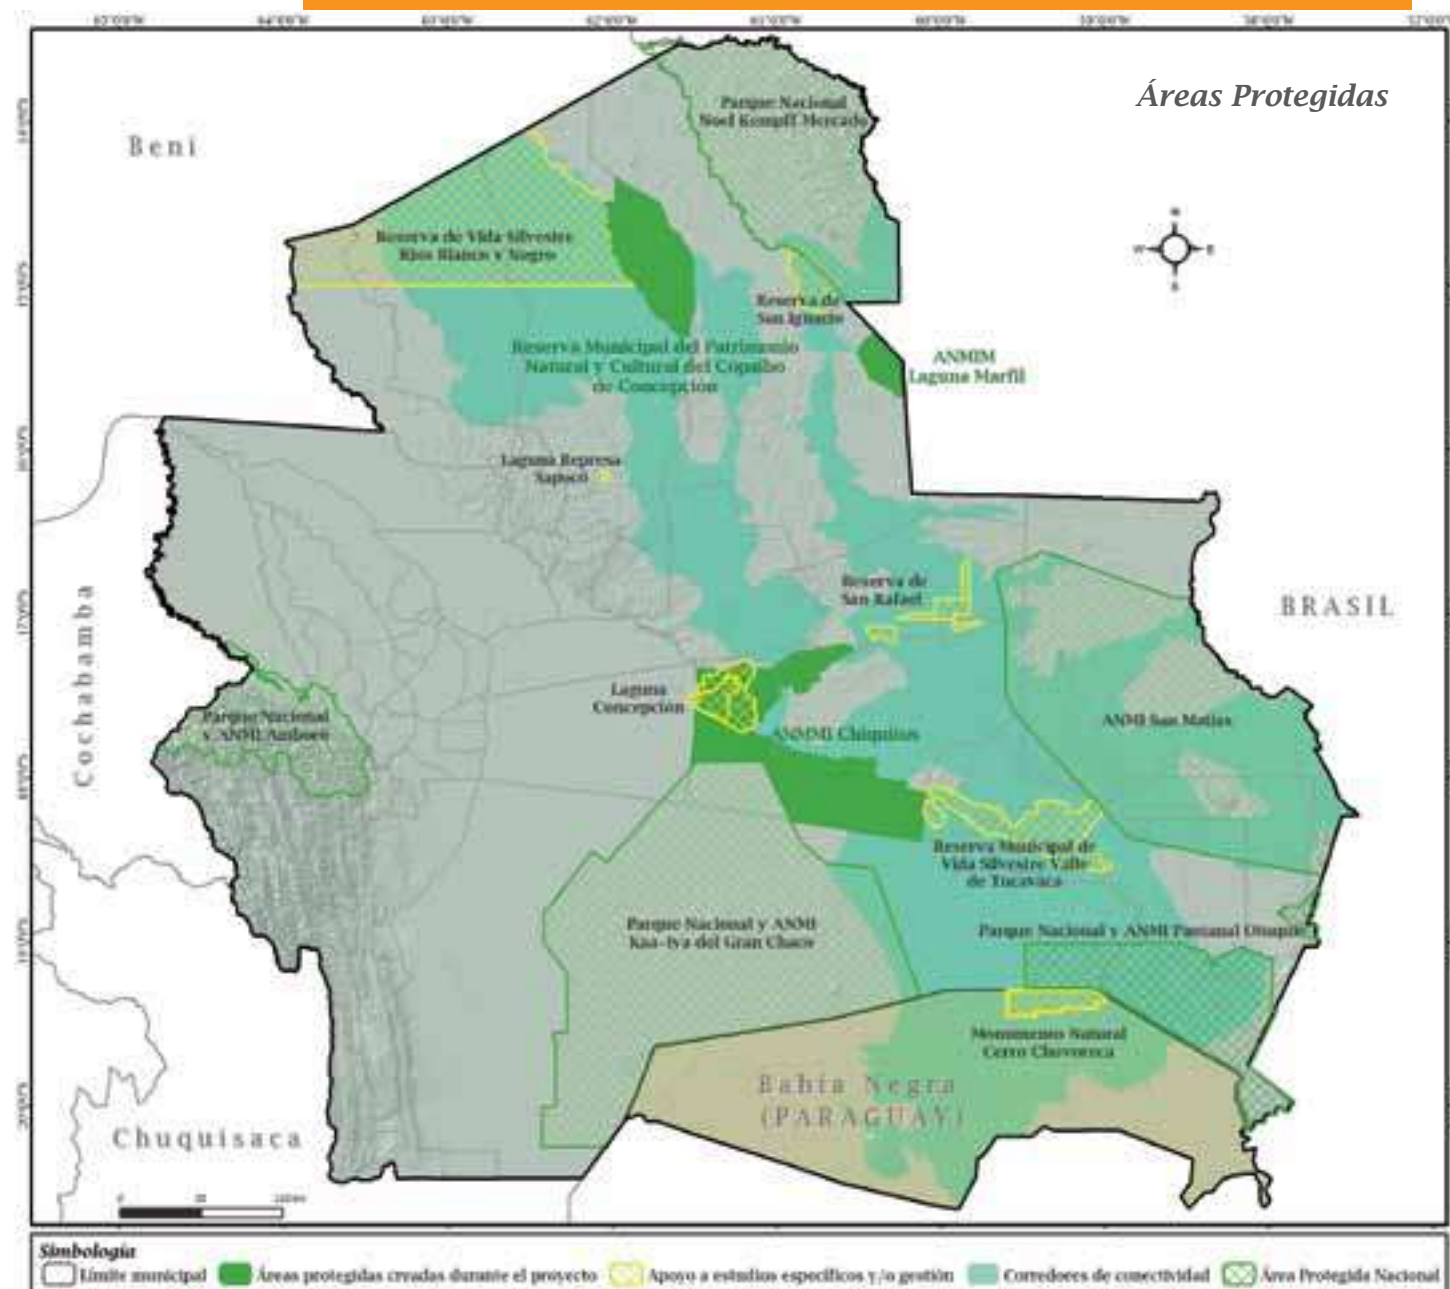 Áreas Protegidas
Beni
Parque Nacional
Noel Kempff Mercado
N
W
E
S
Reserva de Vida Silvestre
Ríos Blanco y Negro
Reserva de
San Ignacio
Reserva Municipal del Patrimonio
Natural y Cultural del Copaibo
de Concepción
ANMIM
Laguna Marfil
Laguna Represa
Sapocó
Reserva de
San Rafael
BRASIL
Cochabamba
Laguna
Concepción
Parque Nacional
y ANMI Amboró
ANMI San Matías
ANMMI Chiquitos
Reserva Municipal de
Vida Silvestre Valle
de Tucavaca
Parque Nacional y ANMI
Kaa-Iya del Gran Chaco
Parque Nacional y ANMI Pantanal Otuquis
Monumento Natural
Cerro Chovoreca
Bahía Negra
(PARAGUAY)
Chuquisaca
Simbología
Límite municipal
Áreas protegidas creadas durante el proyecto
Apoyo a estudios específicos y/o gestión
Corredores de conectividad
Área Protegida Nacional